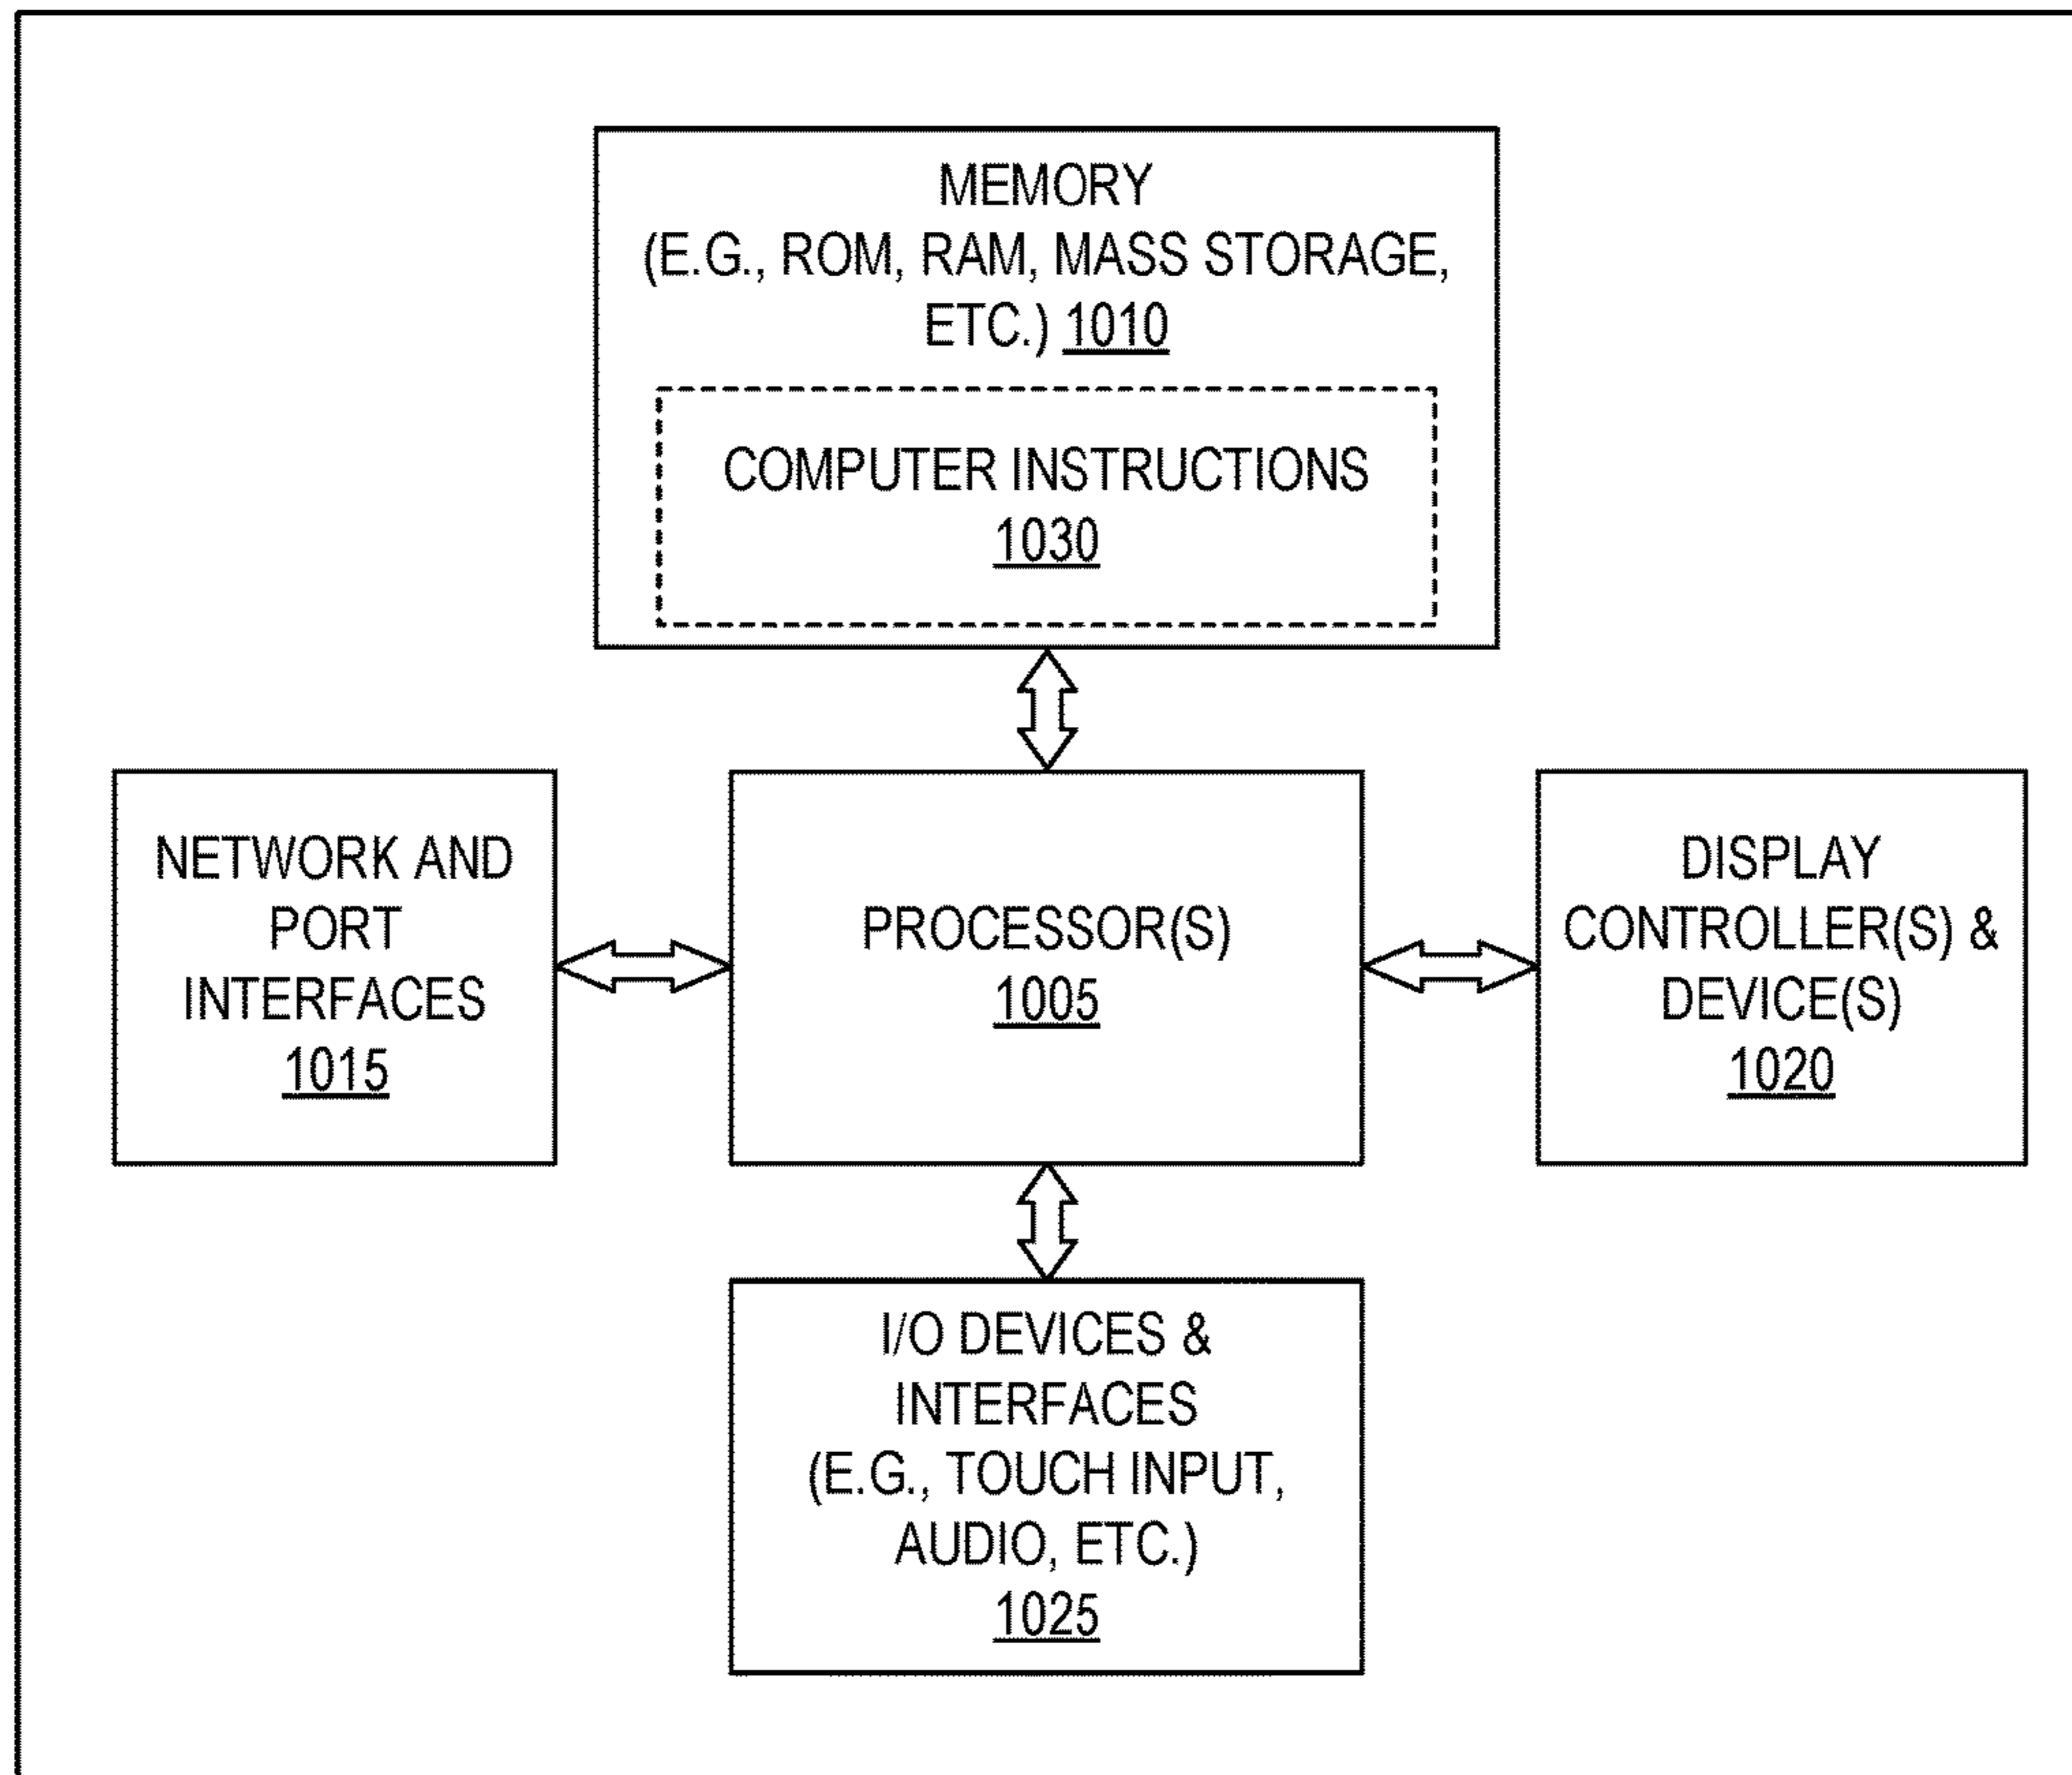 MEMORY
(E.G., ROM, RAM, MASS STORAGE,
ETC.) 1010
COMPUTER INSTRUCTIONS
1030
NETWORK AND
PORT
INTERFACES
1015
PROCESSOR(S)
1005
DISPLAY
CONTROLLER(S) &
DEVICE(S)
1020
I/O DEVICES &
INTERFACES
(E.G., TOUCH INPUT,
AUDIO, ETC.)
1025